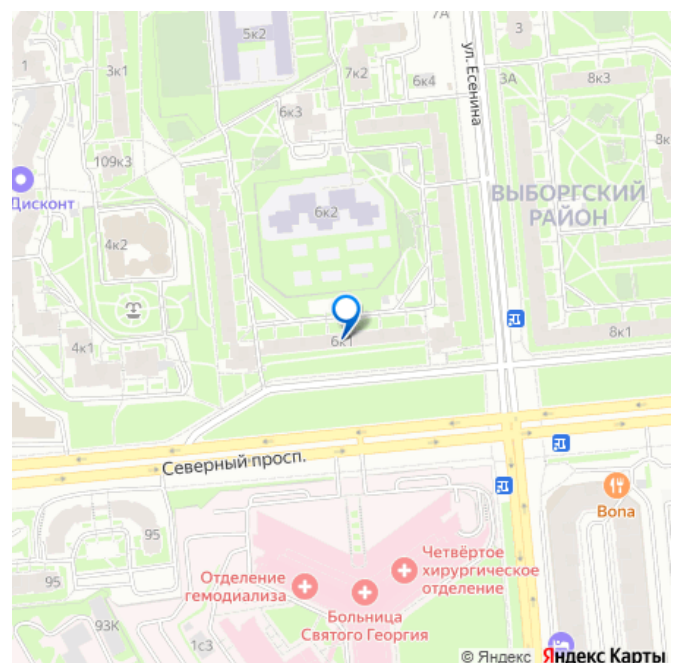 7А
5к2
3
1
3к1
7к2
6к4
ул. Есенина
3А
8к3
6к3
8к
109к3
Дисконт
ВЫБОРГСКИЙ
РАЙОН
6к2
4к2
4к1
6к1
8к1
Северный просп.
Bona
95
Четвёртое
хирургическое
отделение
Отделение
гемодиализа
95
Больница
Святого Георгия
93К
1с3
© Яндекс Яндекс Карты